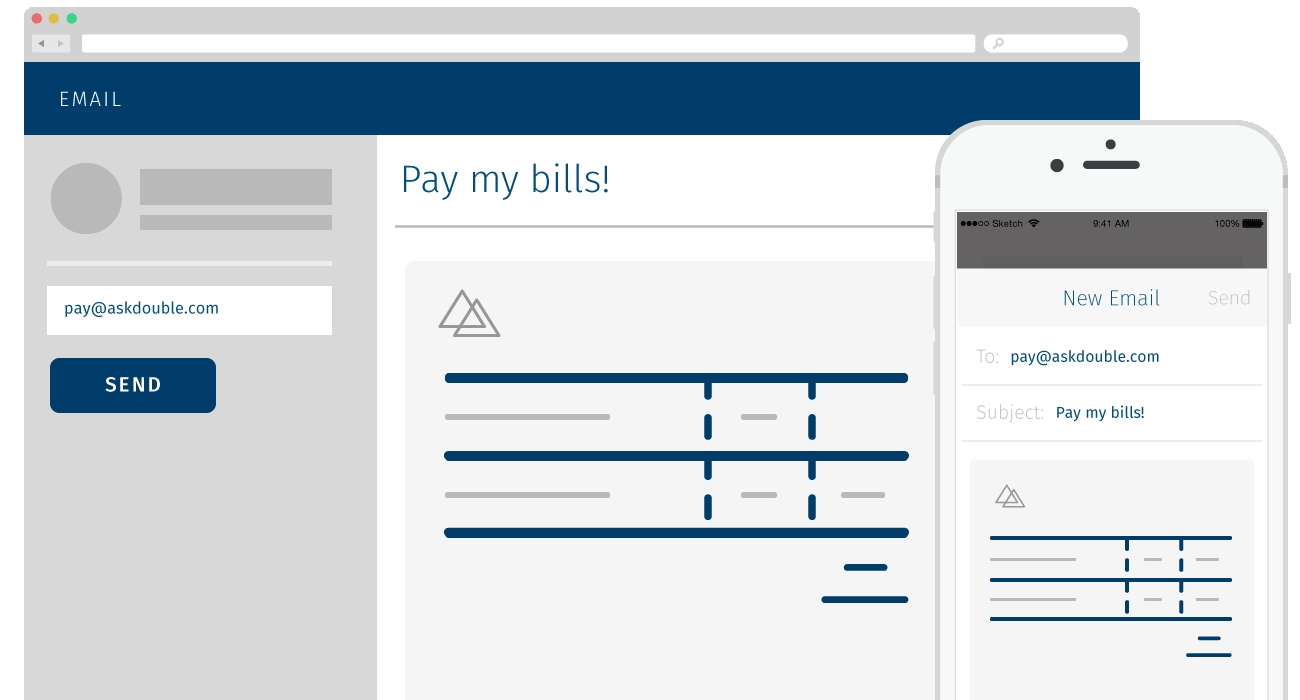 EMAIL
Pay my bills!
pay@askdouble.com
SEND
Sketch 9:41 AM 100%
New Email Send
To: pay@askdouble.com
Subject: Pay my bills!